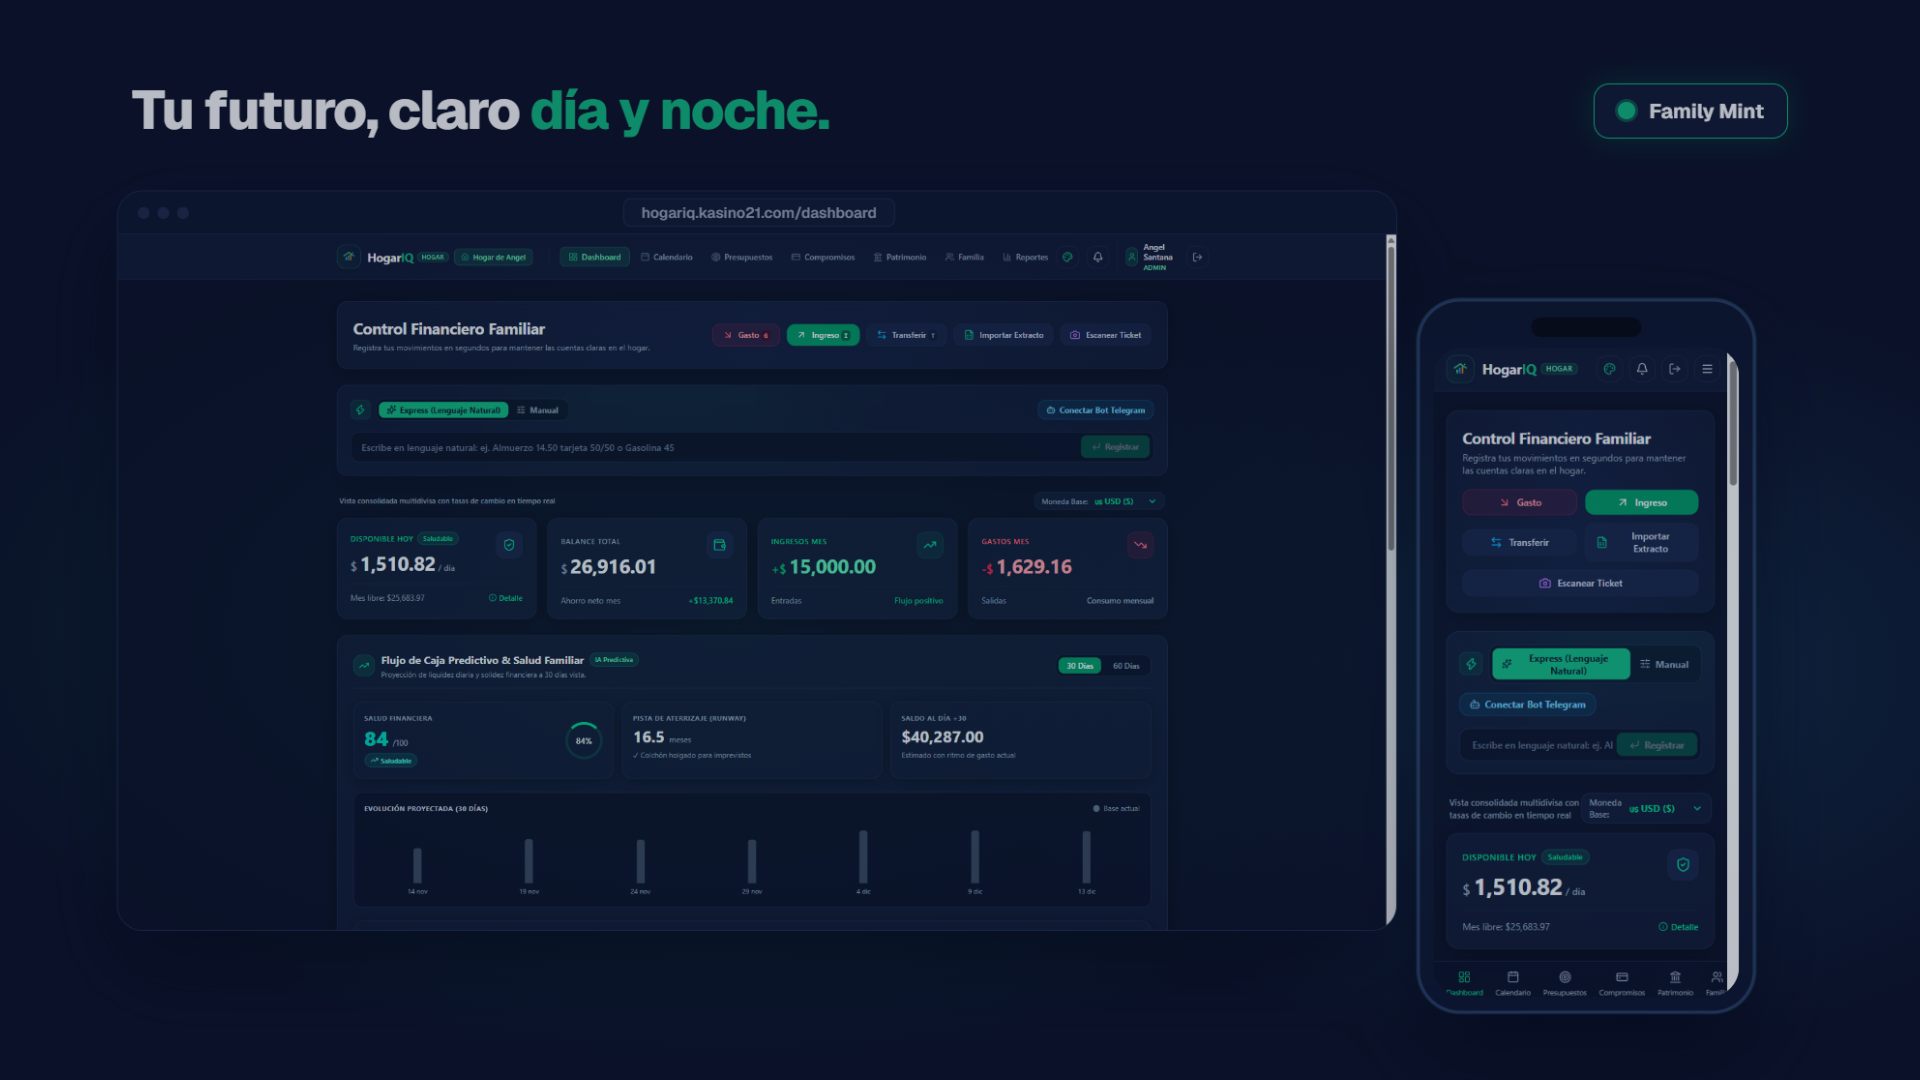 Tu futuro, claro día y noche.
Family Mint
hogariq.kasino21.com/dashboard
HogarIQ HOGAR Hogar de Angel Dashboard Calendario Presupuestos Compromisos Patrimonio Familia Reportes
Angel Santana
ADMIN
Control Financiero Familiar
Registra tus movimientos en segundos para mantener las cuentas claras en el hogar.
Gasto 6 Ingreso Transferir Importar Extracto Escanear Ticket
Express (Lenguaje Natural) Manual
Conectar Bot Telegram
Escribe en lenguaje natural: ej. Almuerzo 14.50 tarjeta 50/50 o Gasolina 45
Registrar
Vista consolidada multidivisa con tasas de cambio en tiempo real
Moneda Base: us USD ($)
DISPONIBLE HOY Saludable
$ 1,510.82 / día
Mes libre: $25,683.97 Detalle
BALANCE TOTAL
$ 26,916.01
Ahorro neto mes +$13,370.84
INGRESOS MES
+$ 15,000.00
Entradas Flujo positivo
GASTOS MES
-$ 1,629.16
Salidas Consumo mensual
Flujo de Caja Predictivo & Salud Familiar IA Predictiva
Proyección de liquidez diaria y solidez financiera a 30 días vista.
30 Días 60 Días
SALUD FINANCIERA
84 /100
Saludable
84%
PISTA DE ATERRIZAJE (RUNWAY)
16.5 meses
✓ Colchón holgado para imprevistos
SALDO AL DÍA +30
$40,287.00
Estimado con ritmo de gasto actual
EVOLUCIÓN PROYECTADA (30 DÍAS)
Base actual
14 nov 19 nov 24 nov 29 nov 4 dic 9 dic 13 dic
HogarIQ HOGAR
Control Financiero Familiar
Registra tus movimientos en segundos para mantener
las cuentas claras en el hogar.
Gasto Ingreso
Transferir Importar Extracto
Escanear Ticket
Express (Lenguaje Natural) Manual
Conectar Bot Telegram
Escribe en lenguaje natural: ej. Al Registrar
Vista consolidada multidivisa con
tasas de cambio en tiempo real
Moneda Base: us USD ($)
DISPONIBLE HOY Saludable
$ 1,510.82 / día
Mes libre: $25,683.97 Detalle
Dashboard Calendario Presupuestos Compromisos Patrimonio Famil